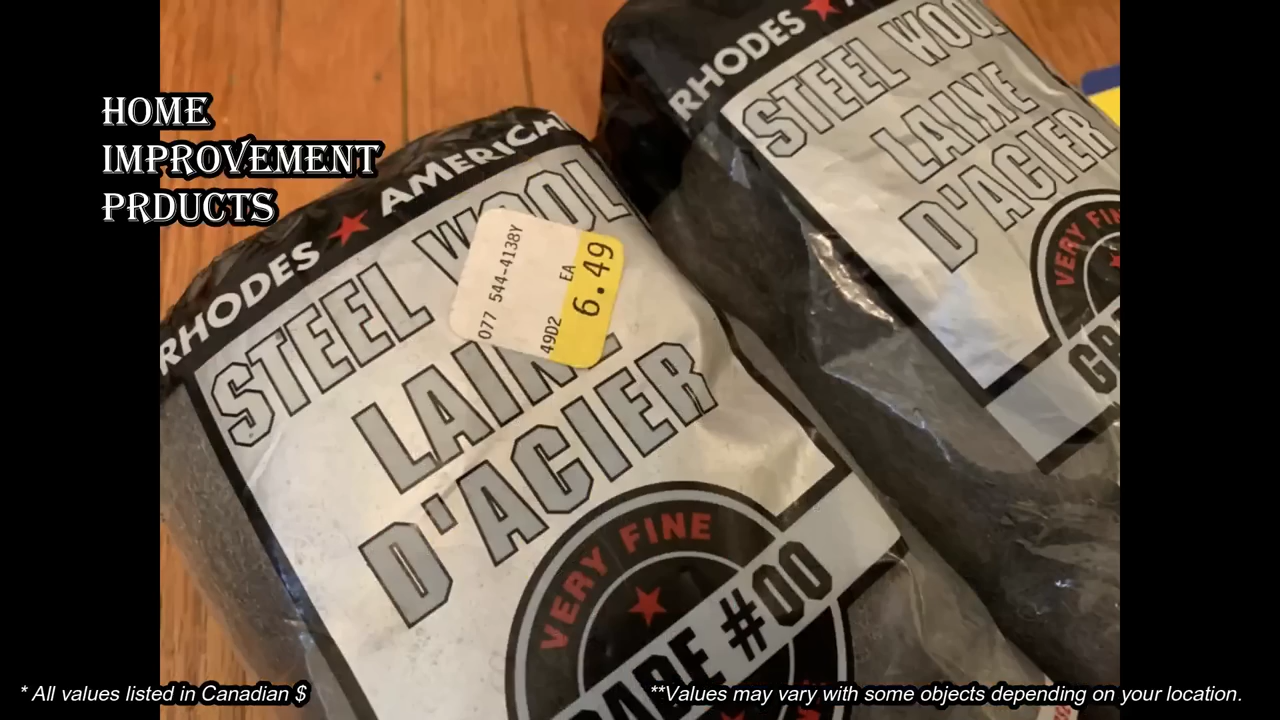 HOME
IMPROVEMENT
PRDUCTS
RHODES ★ AMERICAN
STEEL WOOL
LAINE
D'ACIER
077 544-4138Y
49D2 EA 6.49
VERY FINE
GRADE #00
RHODES ★
STEEL WOOL
LAINE
D'ACIER
VERY FIN
GR
* All values listed in Canadian $
**Values may vary with some objects depending on your location.